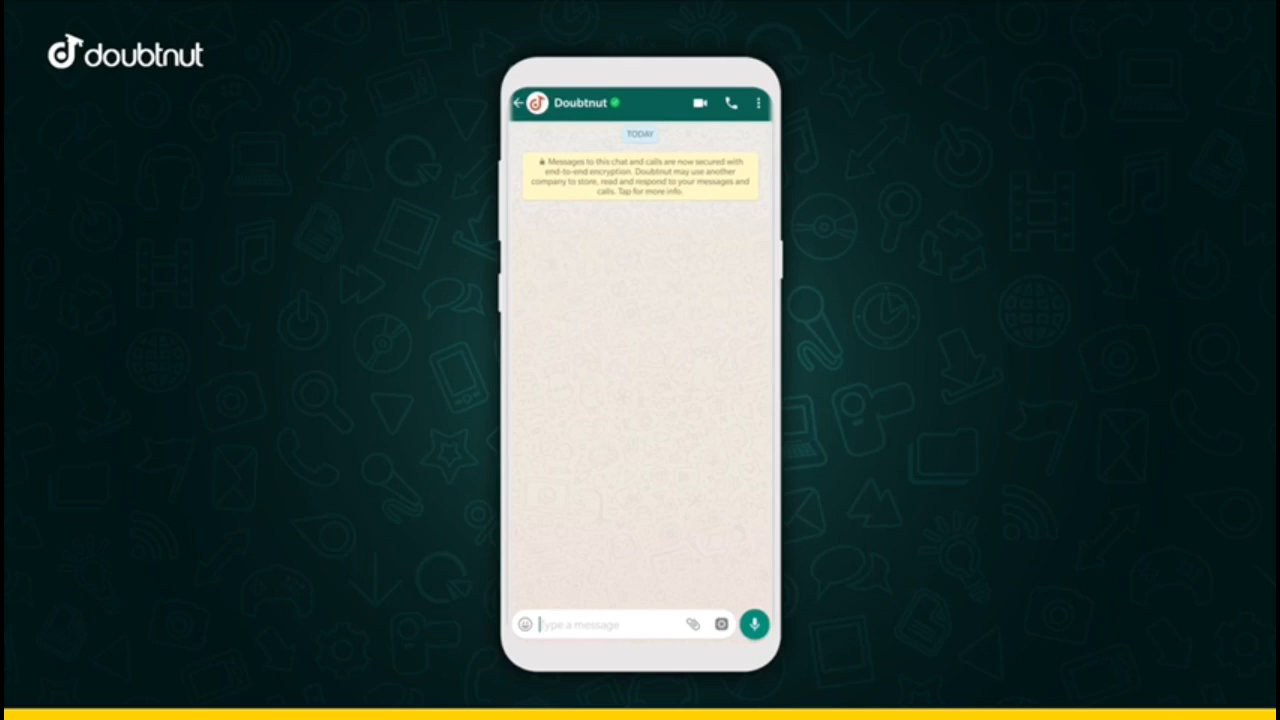 doubtnut
Doubtnut
TODAY
Messages to this chat and calls are now secured with
end-to-end encryption. Doubtnut may use another
company to store, read and respond to your messages and
calls. Tap for more info.
Type a message